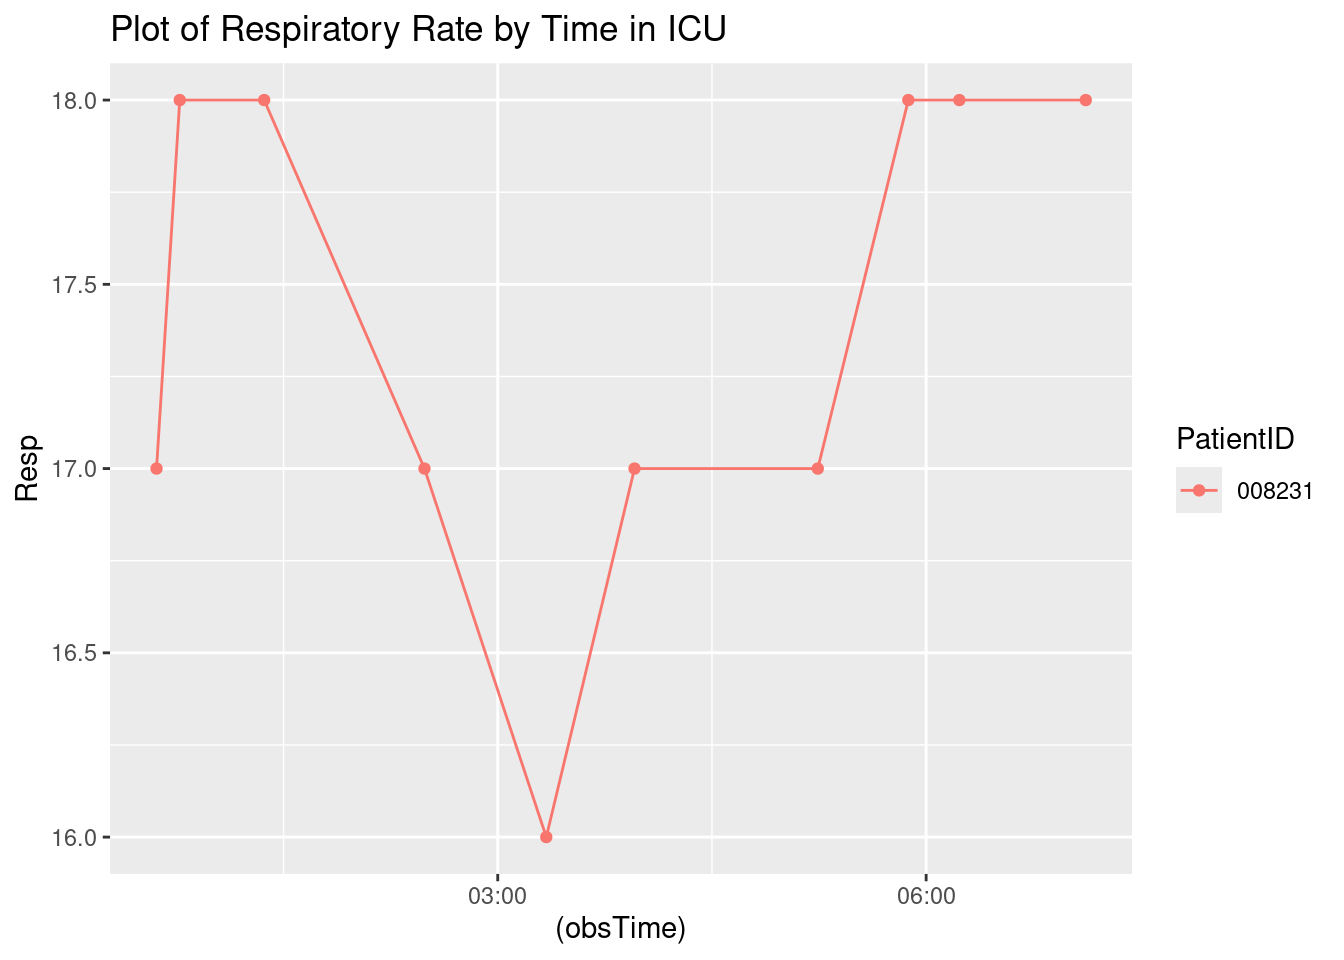 Plot of Respiratory Rate by Time in ICU
18.0
17.5
17.0
16.5
16.0
Resp
03:00
06:00
(obsTime)
PatientID
008231